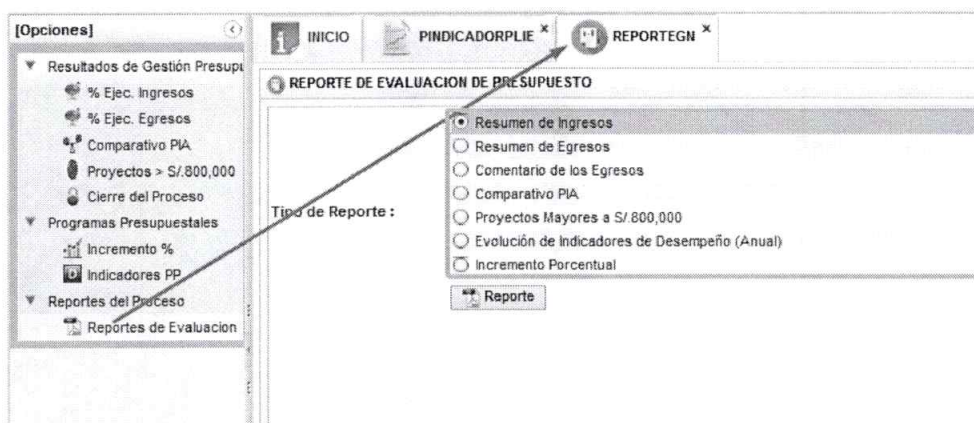 [Opciones]
Resultados de Gestión Presupu
% Ejec. Ingresos
% Ejec. Egresos
Comparativo PIA
Proyectos > S/.800,000
Cierre del Proceso
Programas Presupuestales
Incremento %
Indicadores PP
Reportes del Proceso
Reportes de Evaluacion
INICIO
PINDICADORPLIE
REPORTEGN
REPORTE DE EVALUACION DE PRESUPUESTO
Tipo de Reporte :
Resumen de Ingresos
Resumen de Egresos
Comentario de los Egresos
Comparativo PIA
Proyectos Mayores a S/.800,000
Evolución de Indicadores de Desempeño (Anual)
Incremento Porcentual
Reporte